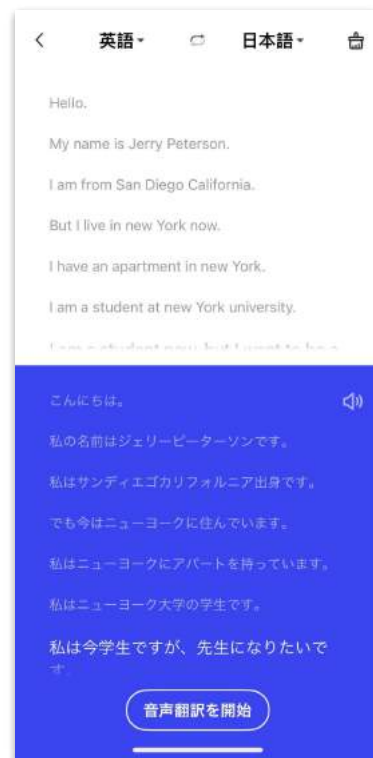 英語 日本語
Hello.
My name is Jerry Peterson.
I am from San Diego California.
But I live in new York now.
I have an apartment in new York.
I am a student at new York university.
I am a student now, but I want to be a
こんにちは。
私の名前はジェリーピーターソンです。
私はサンディエゴカリフォルニア出身です。
でも今はニューヨークに住んでいます。
私はニューヨークにアパートを持っています。
私はニューヨーク大学の学生です。
私は今学生ですが、先生になりたいで
す。
音声翻訳を開始